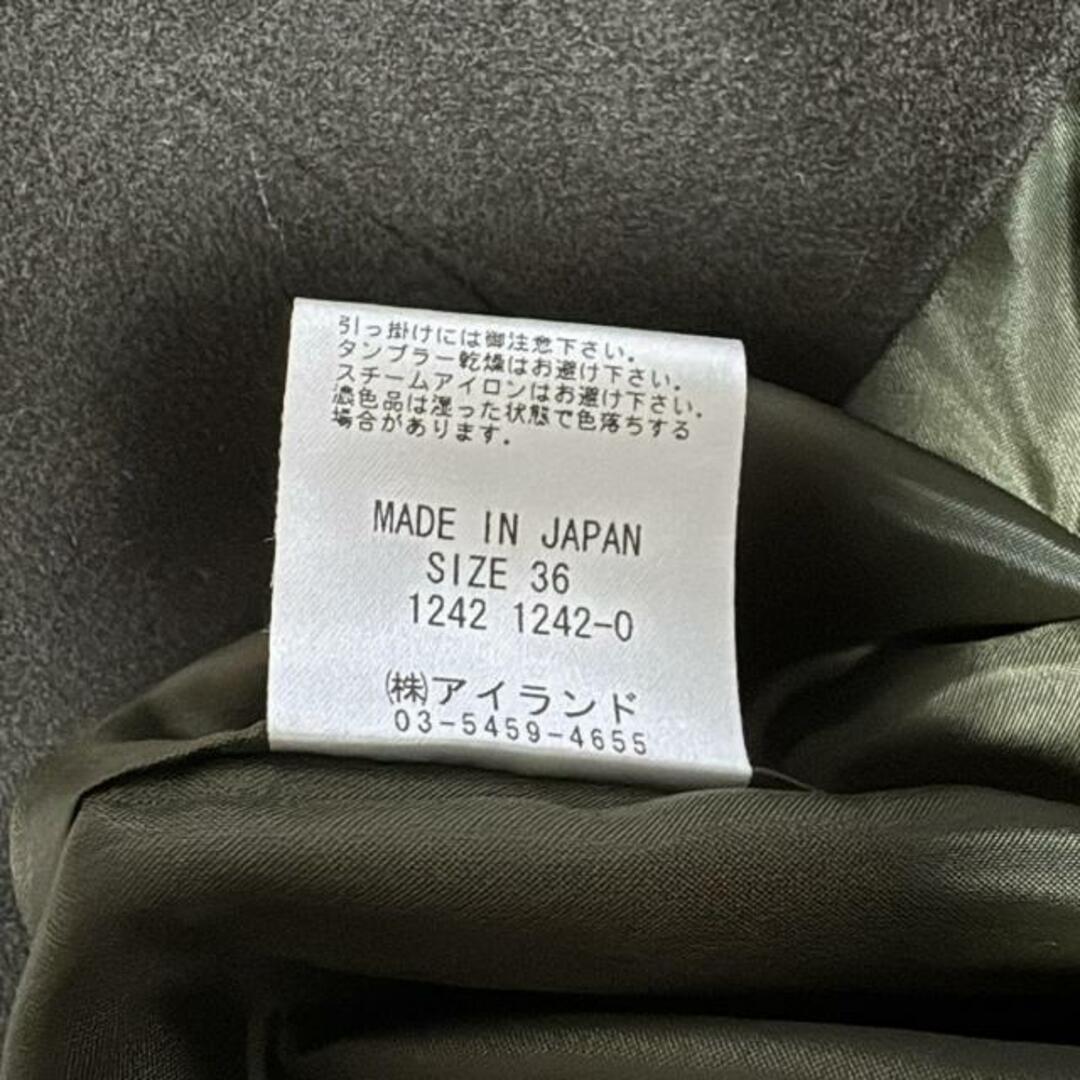 引っ掛けには御注意下さい。
タンブラー乾燥はお避け下さい。
スチームアイロンはお避け下さい。
濃色品は湿った状態で色落ちする
場合があります。
MADE IN JAPAN
SIZE 36
1242 1242-0
㈱アイランド
03-5459-4655